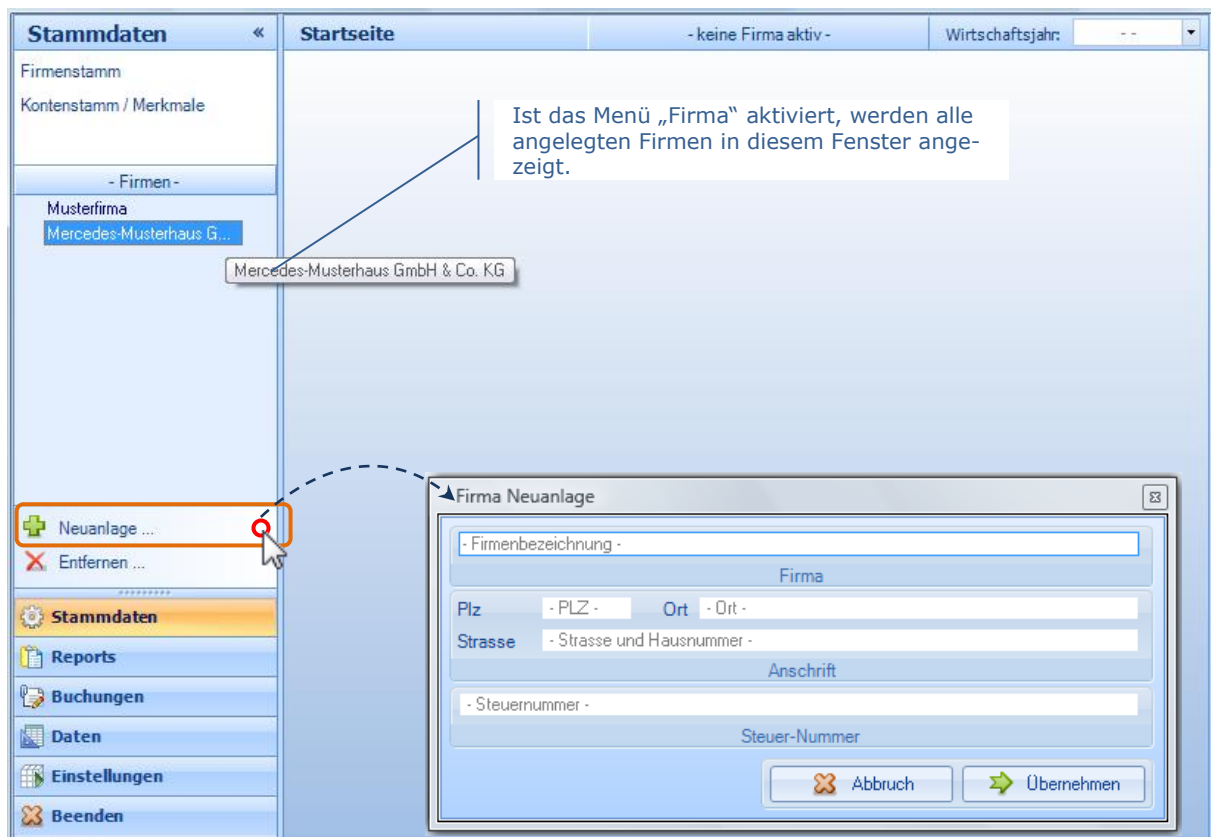 Stammdaten «
Startseite
- keine Firma aktiv -
Wirtschaftsjahr: - -
Firmenstamm
Kontenstamm / Merkmale
Ist das Menü „Firma“ aktiviert, werden alle
angelegten Firmen in diesem Fenster ange-
zeigt.
- Firmen -
Musterfirma
Mercedes-Musterhaus G...
Mercedes-Musterhaus GmbH & Co. KG
Neuanlage ...
Entfernen ...
Stammdaten
Reports
Buchungen
Daten
Einstellungen
Beenden
Firma Neuanlage
- Firmenbezeichnung -
Firma
Plz - PLZ - Ort - Ort -
Strasse - Strasse und Hausnummer -
Anschrift
- Steuernummer -
Steuer-Nummer
Abbruch Übernehmen